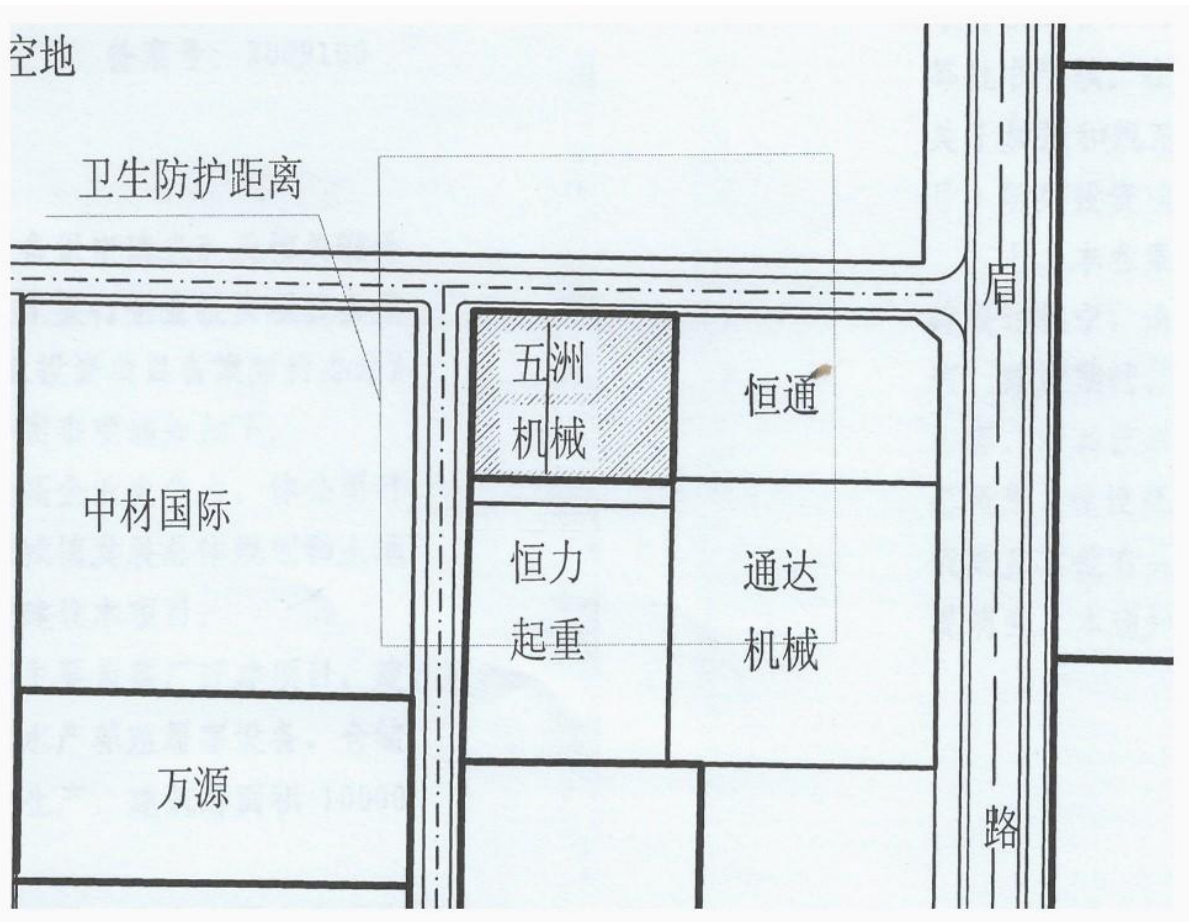 空地
卫生防护距离
五洲
机械
恒通
眉
中材国际
恒力
起重
通达
机械
万源
路